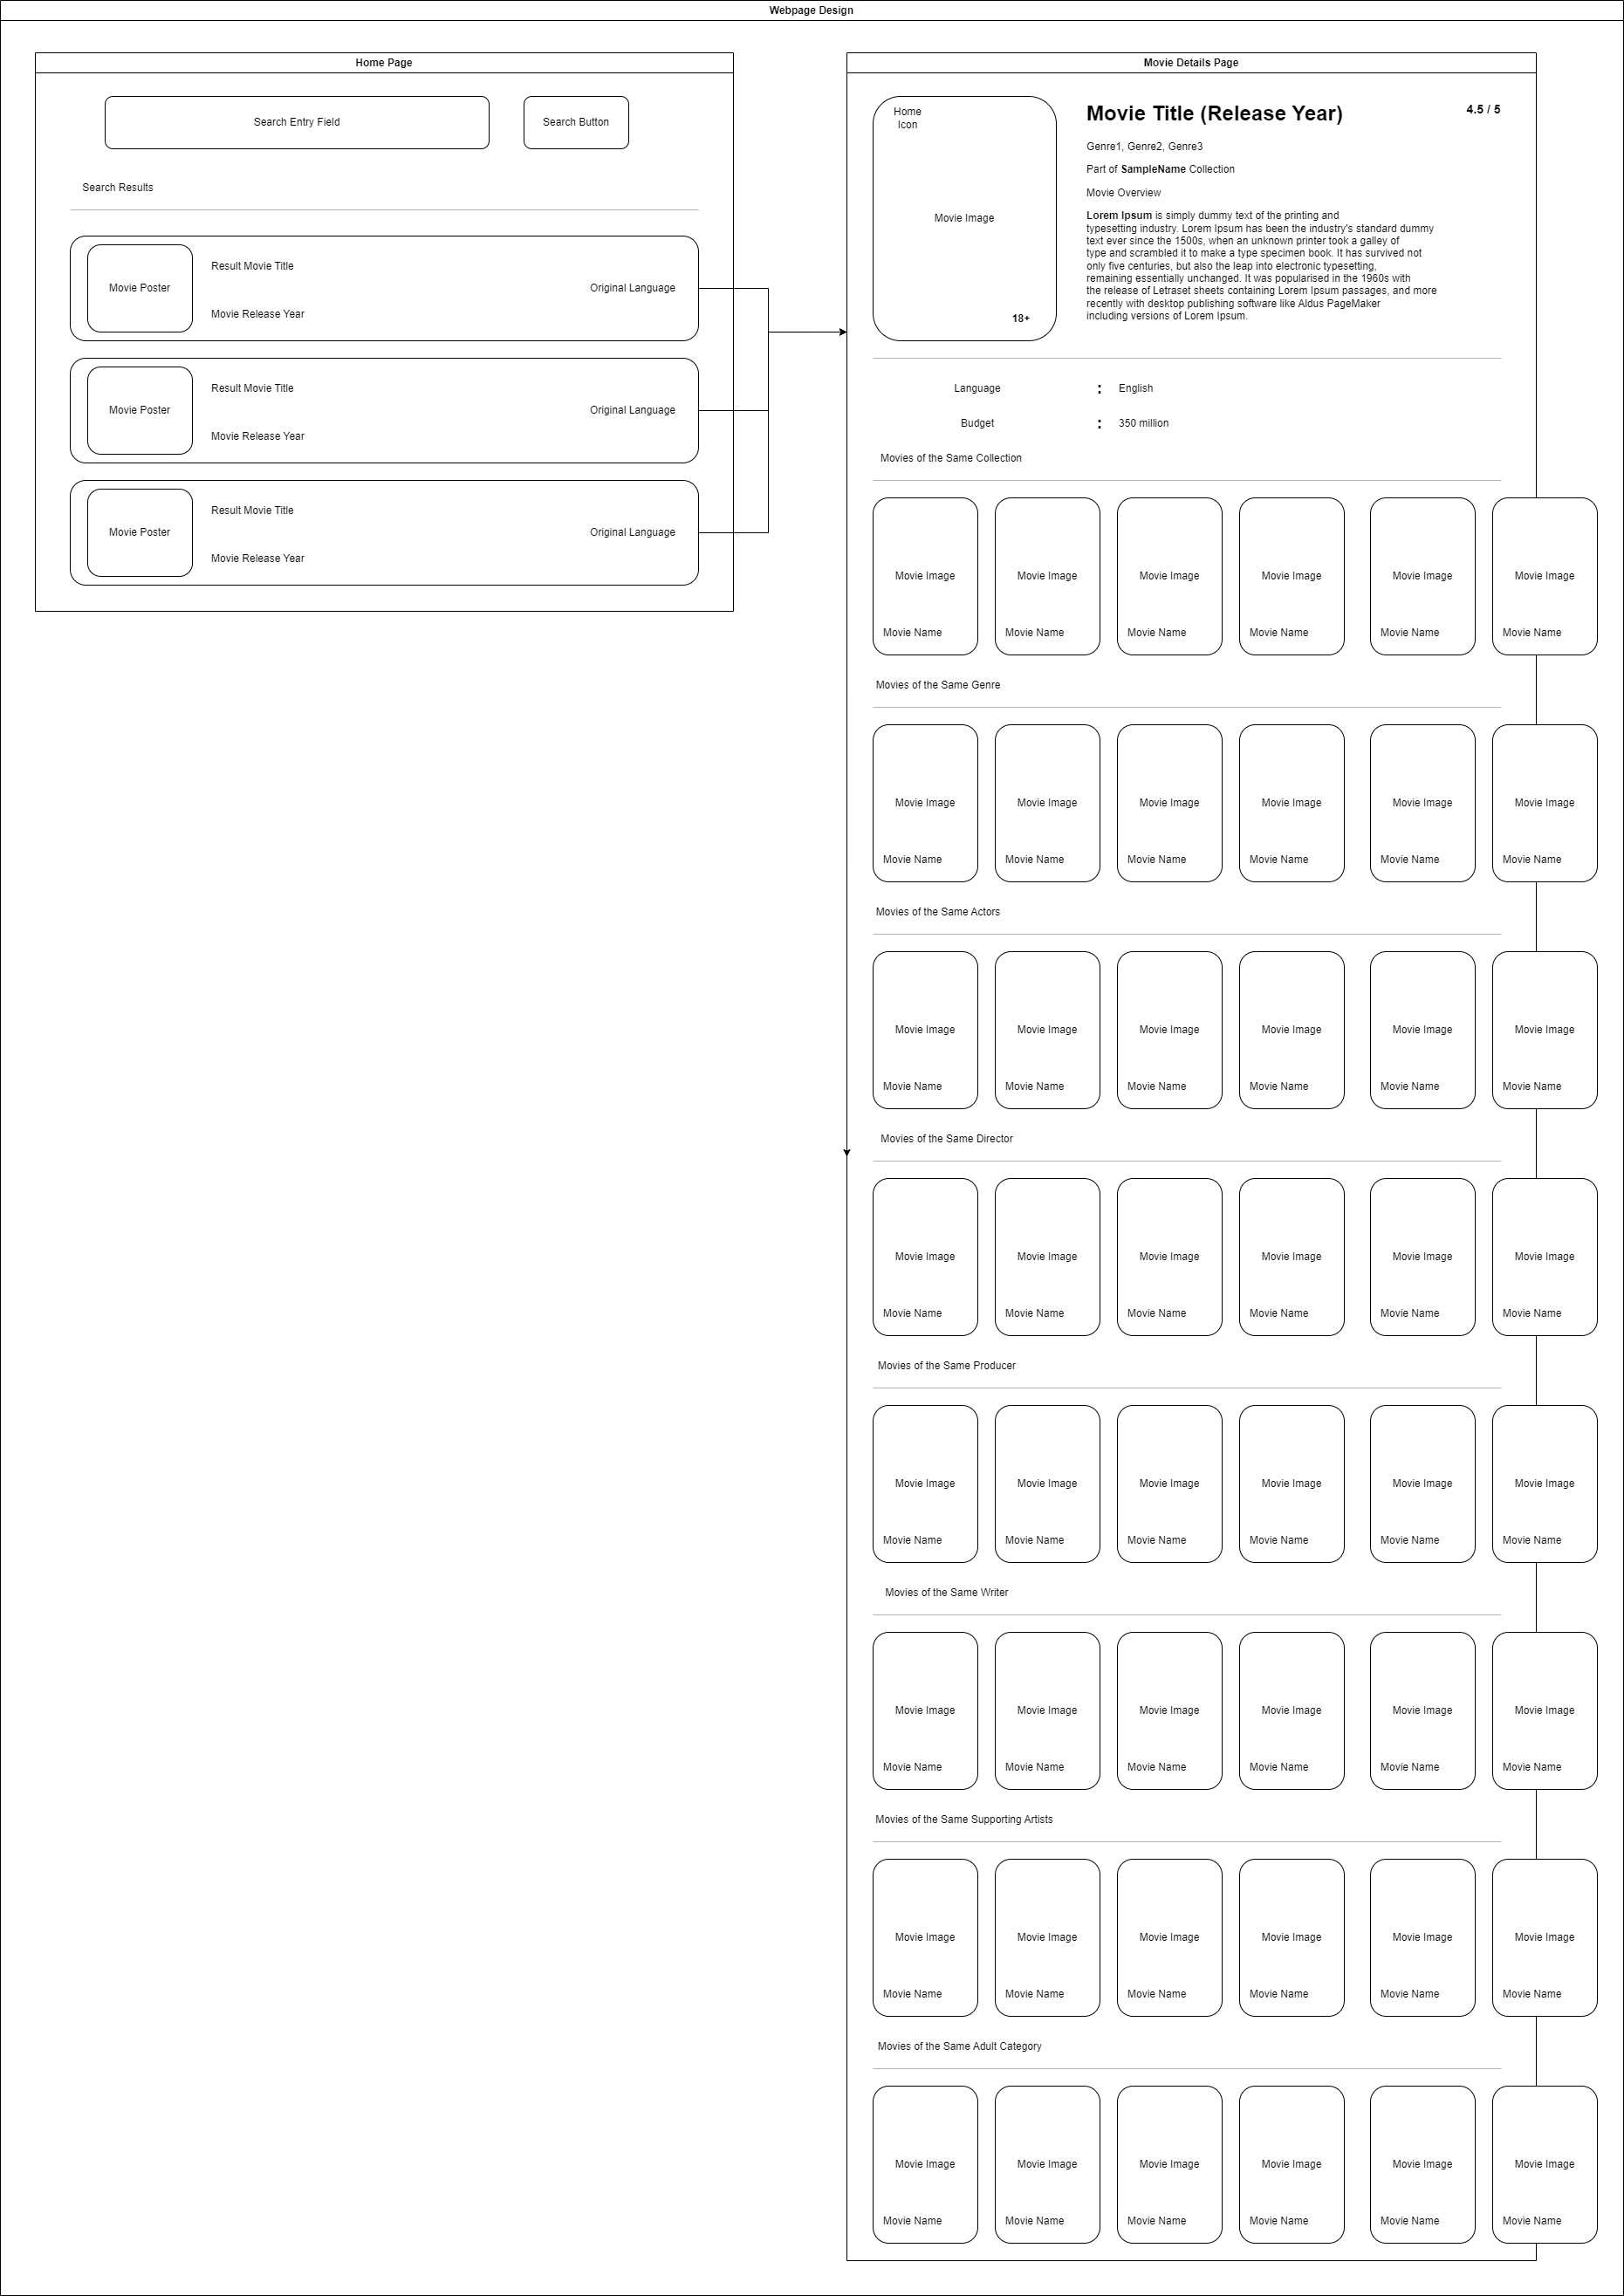 Webpage Design
Home Page
Search Entry Field
Search Button
Search Results
Movie Poster
Result Movie Title
Movie Release Year
Original Language
Movie Poster
Result Movie Title
Movie Release Year
Original Language
Movie Poster
Result Movie Title
Movie Release Year
Original Language
Movie Details Page
Home
Icon
Movie Image
18+
Movie Title (Release Year)
4.5 / 5
Genre1, Genre2, Genre3
Part of SampleName Collection
Movie Overview
Lorem Ipsum is simply dummy text of the printing and
typesetting industry. Lorem Ipsum has been the industry's standard dummy
text ever since the 1500s, when an unknown printer took a galley of
type and scrambled it to make a type specimen book. It has survived not
only five centuries, but also the leap into electronic typesetting,
remaining essentially unchanged. It was popularised in the 1960s with
the release of Letraset sheets containing Lorem Ipsum passages, and more
recently with desktop publishing software like Aldus PageMaker
including versions of Lorem Ipsum.
Language : English
Budget : 350 million
Movies of the Same Collection
Movie Image Movie Image Movie Image Movie Image Movie Image Movie Image
Movie Name Movie Name Movie Name Movie Name Movie Name Movie Name
Movies of the Same Genre
Movie Image Movie Image Movie Image Movie Image Movie Image Movie Image
Movie Name Movie Name Movie Name Movie Name Movie Name Movie Name
Movies of the Same Actors
Movie Image Movie Image Movie Image Movie Image Movie Image Movie Image
Movie Name Movie Name Movie Name Movie Name Movie Name Movie Name
Movies of the Same Director
Movie Image Movie Image Movie Image Movie Image Movie Image Movie Image
Movie Name Movie Name Movie Name Movie Name Movie Name Movie Name
Movies of the Same Producer
Movie Image Movie Image Movie Image Movie Image Movie Image Movie Image
Movie Name Movie Name Movie Name Movie Name Movie Name Movie Name
Movies of the Same Writer
Movie Image Movie Image Movie Image Movie Image Movie Image Movie Image
Movie Name Movie Name Movie Name Movie Name Movie Name Movie Name
Movies of the Same Supporting Artists
Movie Image Movie Image Movie Image Movie Image Movie Image Movie Image
Movie Name Movie Name Movie Name Movie Name Movie Name Movie Name
Movies of the Same Adult Category
Movie Image Movie Image Movie Image Movie Image Movie Image Movie Image
Movie Name Movie Name Movie Name Movie Name Movie Name Movie Name